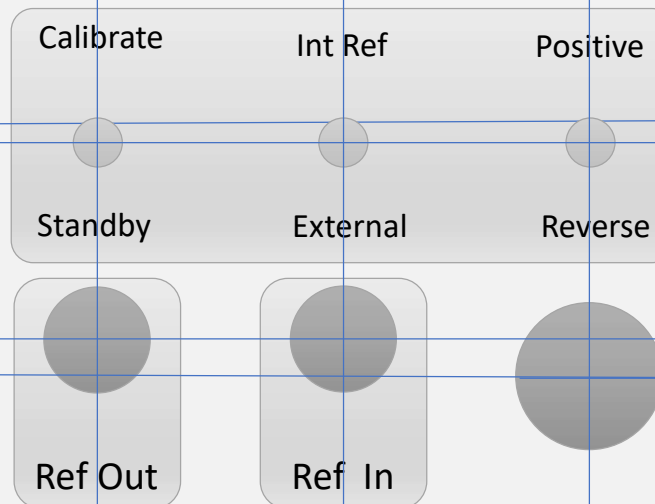 Calibrate Int Ref Positive
Standby External Reverse
Ref Out Ref In